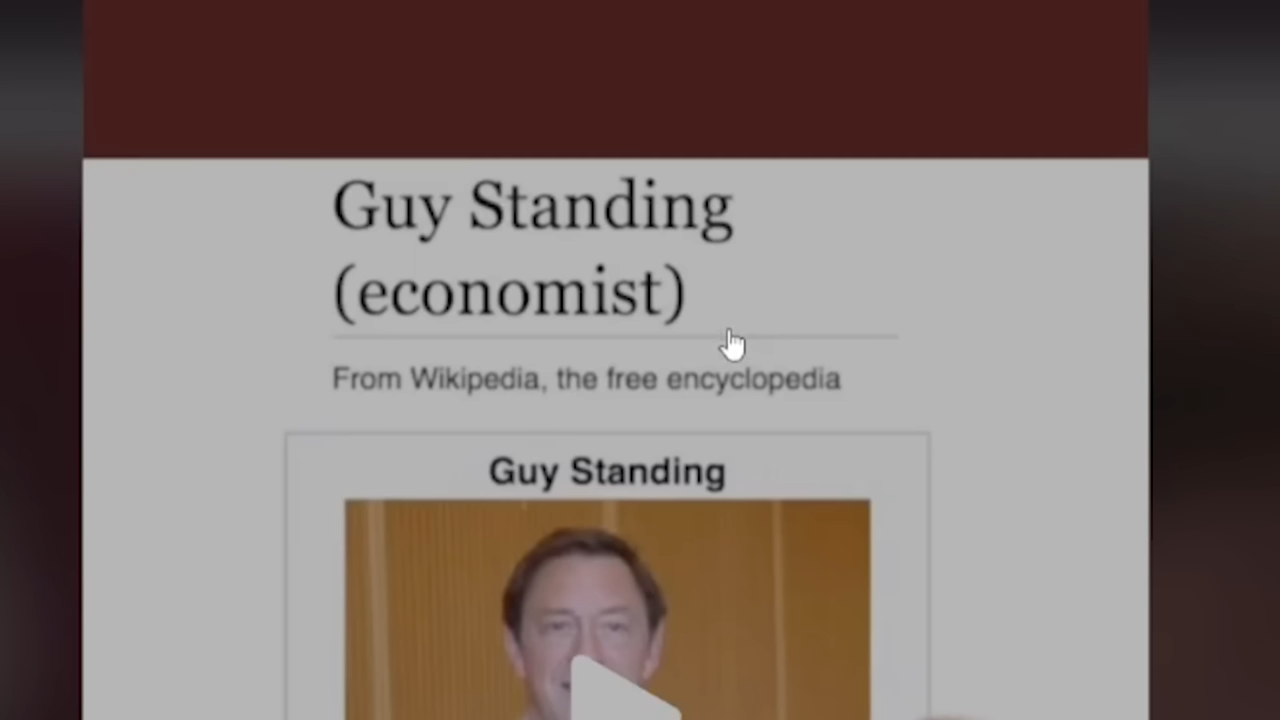 Guy Standing
(economist)
From Wikipedia, the free encyclopedia
Guy Standing